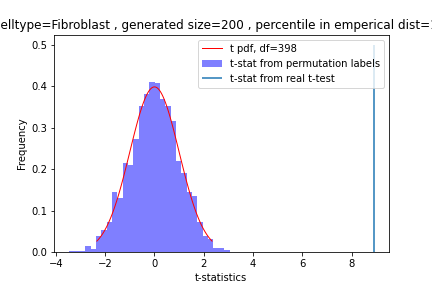 elltype=Fibroblast , generated size=200 , percentile in emperical dist=
t pdf, df=398
t-stat from permutation labels
t-stat from real t-test
Frequency
0.5
0.4
0.3
0.2
0.1
0.0
−4 −2 0 2 4 6 8
t-statistics